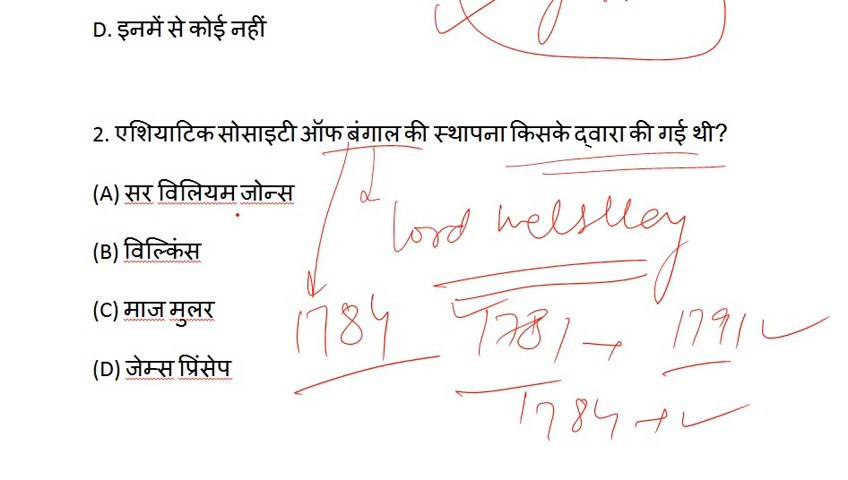 D. इनमें से कोई नहीं
2. एशियाटिक सोसाइटी ऑफ बंगाल की स्थापना किसके द्वारा की गई थी?
(A) सर विलियम जोन्स
Lord welslley
(B) विल्किंस
(C) माज मुलर
1784 1781 → 1791
(D) जेम्स प्रिंसेप
1784 →